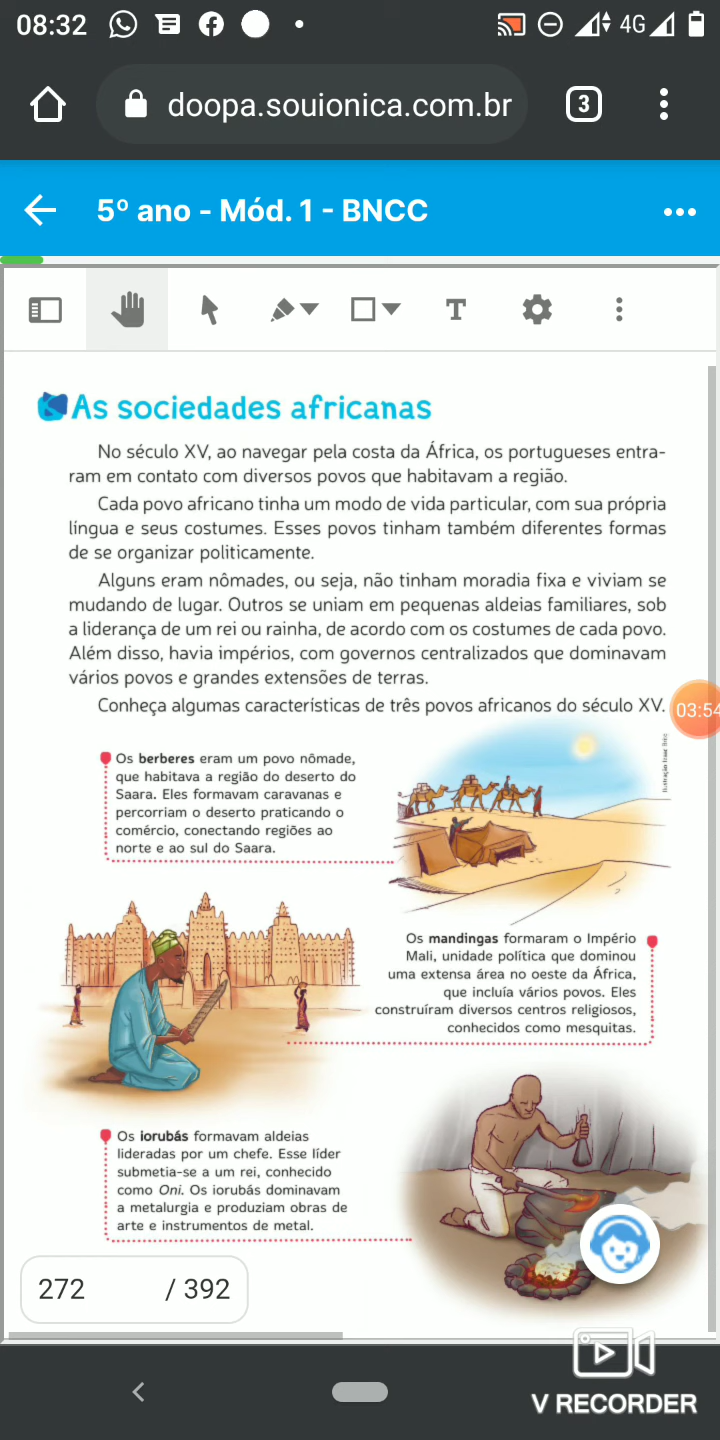 08:32
4G
doopa.souionica.com.br
3
5º ano - Mód. 1 - BNCC
T
As sociedades africanas
No século XV, ao navegar pela costa da África, os portugueses entra-
ram em contato com diversos povos que habitavam a região.
Cada povo africano tinha um modo de vida particular, com sua própria
língua e seus costumes. Esses povos tinham também diferentes formas
de se organizar politicamente.
Alguns eram nômades, ou seja, não tinham moradia fixa e viviam se
mudando de lugar. Outros se uniam em pequenas aldeias familiares, sob
a liderança de um rei ou rainha, de acordo com os costumes de cada povo.
Além disso, havia impérios, com governos centralizados que dominavam
vários povos e grandes extensões de terras.
Conheça algumas características de três povos africanos do século XV.
03:54
Os berberes eram um povo nômade,
que habitava a região do deserto do
Saara. Eles formavam caravanas e
percorriam o deserto praticando o
comércio, conectando regiões ao
norte e ao sul do Saara.
Os mandingas formaram o Império
Mali, unidade política que dominou
uma extensa área no oeste da África,
que incluía vários povos. Eles
construíram diversos centros religiosos,
conhecidos como mesquitas.
Os iorubás formavam aldeias
lideradas por um chefe. Esse líder
submetia-se a um rei, conhecido
como Oni. Os iorubás dominavam
a metalurgia e produziam obras de
arte e instrumentos de metal.
272 / 392
V RECORDER